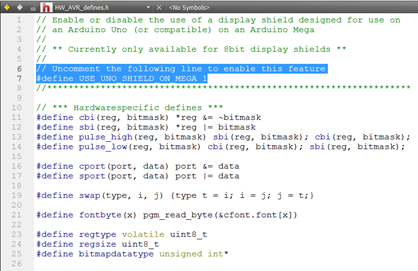 HW_AVR_defines.h
<No Symbols>
1 // Enable or disable the use of a display shield designed for use on
2 // an Arduino Uno (or compatible) on an Arduino Mega
3 //
4 // ** Currently only available for 8bit display shields **
5 //
6 // Uncomment the following line to enable this feature
7 #define USE_UNO_SHIELD_ON_MEGA 1
8 //*********************************************************************
9
10 // *** Hardwarespecific defines ***
11 #define cbi(reg, bitmask) *reg &= ~bitmask
12 #define sbi(reg, bitmask) *reg |= bitmask
13 #define pulse_high(reg, bitmask) sbi(reg, bitmask); cbi(reg, bitmask);
14 #define pulse_low(reg, bitmask) cbi(reg, bitmask); sbi(reg, bitmask);
15
16 #define cport(port, data) port &= data
17 #define sport(port, data) port |= data
18
19 #define swap(type, i, j) {type t = i; i = j; j = t;}
20
21 #define fontbyte(x) pgm_read_byte(&cfont.font[x])
22
23 #define regtype volatile uint8_t
24 #define regsize uint8_t
25 #define bitmapdatatype unsigned int*
26